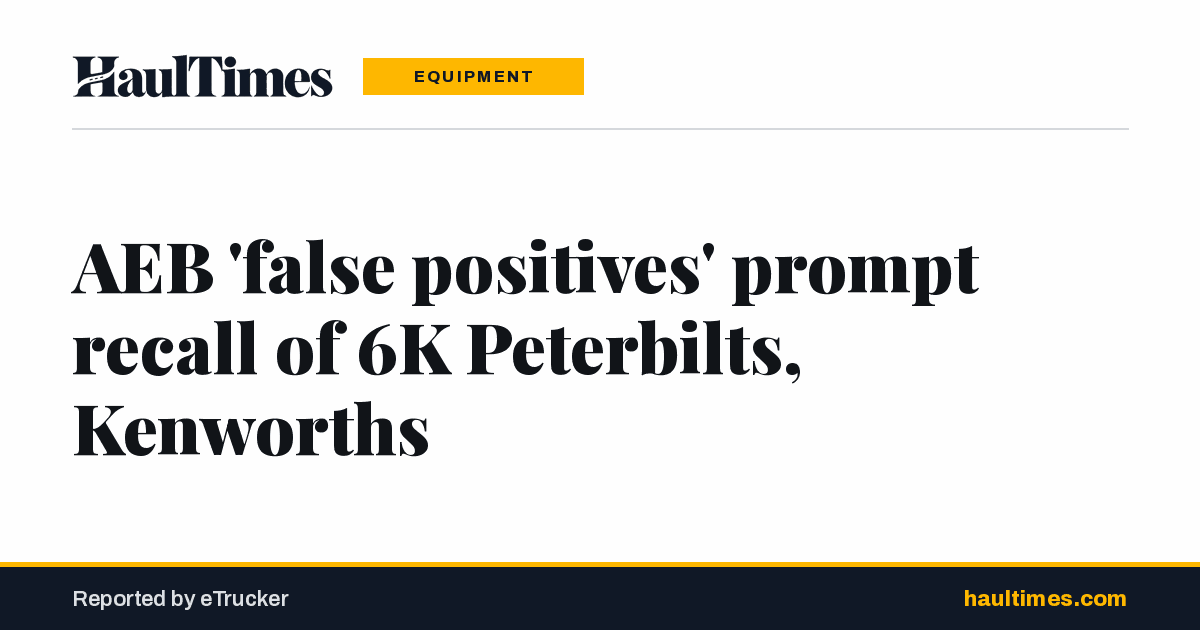 HaulTimes
EQUIPMENT
AEB 'false positives' prompt
recall of 6K Peterbilts,
Kenworths
Reported by eTrucker
haultimes.com